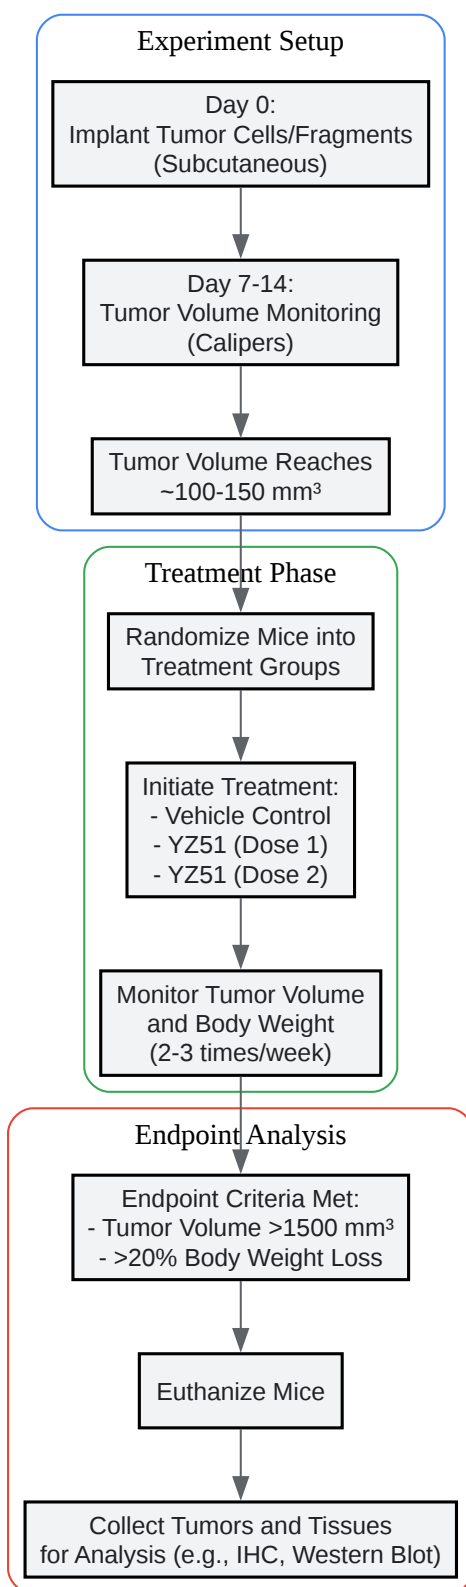 Experiment Setup
Day 0:
Implant Tumor Cells/Fragments
(Subcutaneous)
Day 7-14:
Tumor Volume Monitoring
(Calipers)
Tumor Volume Reaches
~100-150 mm³
Treatment Phase
Randomize Mice into
Treatment Groups
Initiate Treatment:
- Vehicle Control
- YZ51 (Dose 1)
- YZ51 (Dose 2)
Monitor Tumor Volume
and Body Weight
(2-3 times/week)
Endpoint Analysis
Endpoint Criteria Met:
- Tumor Volume >1500 mm³
- >20% Body Weight Loss
Euthanize Mice
Collect Tumors and Tissues
for Analysis (e.g., IHC, Western Blot)